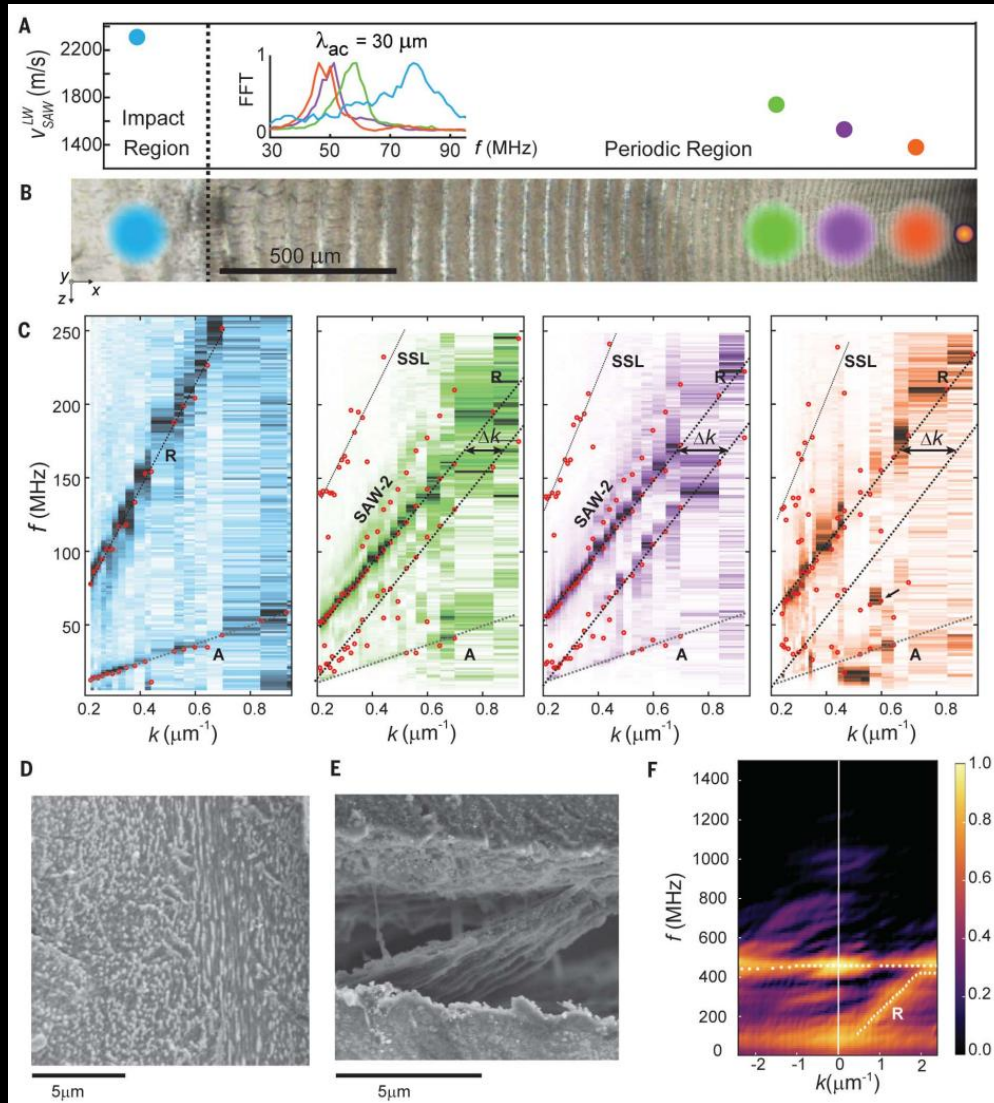 A
2200
1800
1400
v_SAW^LW (m/s)
Impact
Region
λ_ac = 30 μm
1
FFT
0
30 50 70 90 f (MHz)
Periodic Region
B
500 μm
y
x
z
C
250
200
150
100
50
f (MHz)
R
A
0.2 0.4 0.6 0.8
k (μm⁻¹)
SSL
R
Δk
SAW-2
A
0.2 0.4 0.6 0.8
k (μm⁻¹)
SSL
R
Δk
SAW-2
A
0.2 0.4 0.6 0.8
k (μm⁻¹)
SSL
R
Δk
A
0.2 0.4 0.6 0.8
k (μm⁻¹)
D
5μm
E
5μm
F
1400
1200
1000
800
600
400
200
0
f (MHz)
R
-2 -1 0 1 2
k(μm⁻¹)
1.0
0.8
0.6
0.4
0.2
0.0